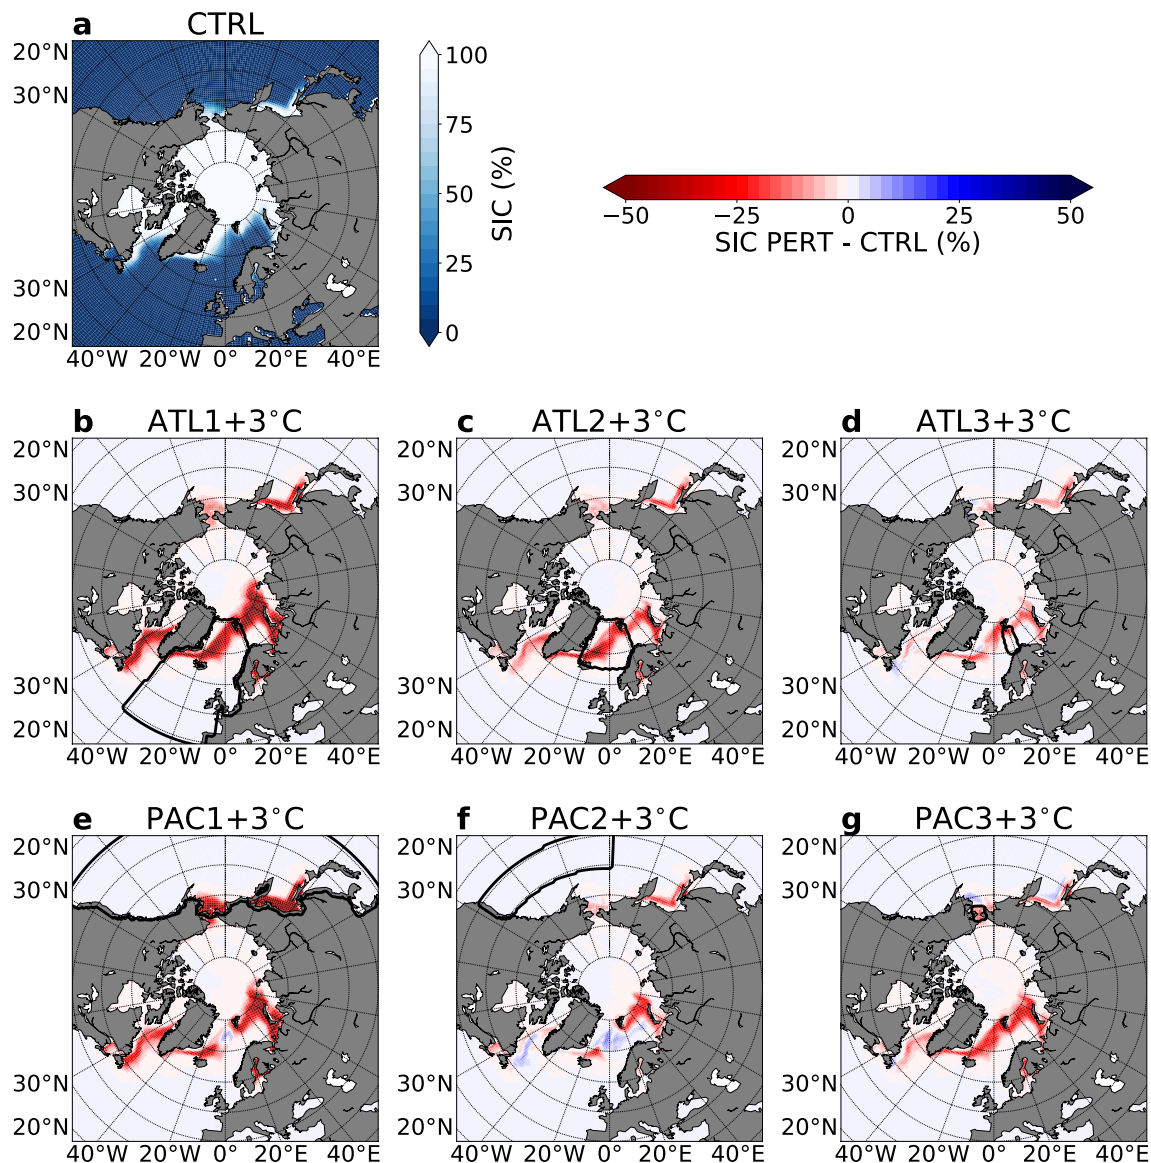 a CTRL
20°N
30°N
30°N
20°N
40°W 20°W 0° 20°E 40°E
100
75
50
25
0
SIC (%)
−50 −25 0 25 50
SIC PERT - CTRL (%)
b ATL1+3°C
20°N
30°N
30°N
20°N
40°W 20°W 0° 20°E 40°E
c ATL2+3°C
20°N
30°N
30°N
20°N
40°W 20°W 0° 20°E 40°E
d ATL3+3°C
20°N
30°N
30°N
20°N
40°W 20°W 0° 20°E 40°E
e PAC1+3°C
20°N
30°N
30°N
20°N
40°W 20°W 0° 20°E 40°E
f PAC2+3°C
20°N
30°N
30°N
20°N
40°W 20°W 0° 20°E 40°E
g PAC3+3°C
20°N
30°N
30°N
20°N
40°W 20°W 0° 20°E 40°E